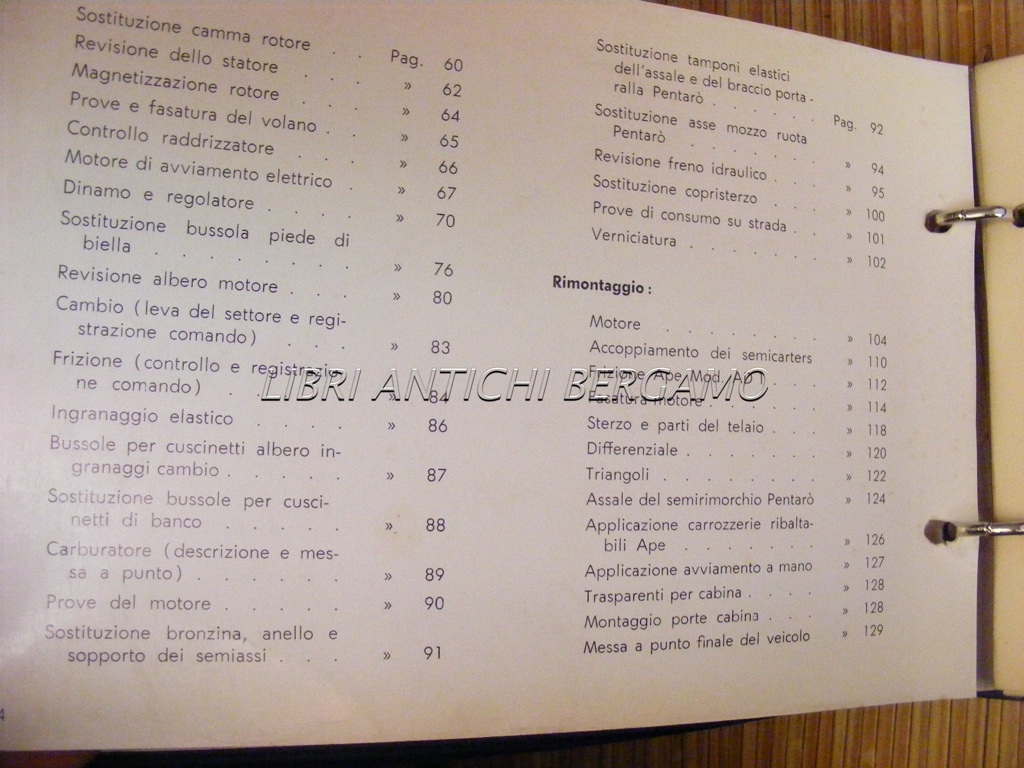 Sostituzione camma rotore . . Pag. 60
Revisione dello statore . . . » 62
Magnetizzazione rotore . . . » 64
Prove e fasatura del volano . . » 65
Controllo raddrizzatore . . . » 66
Motore di avviamento elettrico . » 67
Dinamo e regolatore . . . . » 70
Sostituzione bussola piede di
biella . . . . . . . . » 76
Revisione albero motore . . . » 80
Cambio (leva del settore e regi-
strazione comando) . . . » 83
Frizione (controllo e registrazio-
ne comando) . . . . . » 84
Ingranaggio elastico . . . . » 86
Bussole per cuscinetti albero in-
granaggi cambio . . . . » 87
Sostituzione bussole per cusci-
netti di banco . . . . . » 88
Carburatore (descrizione e mes-
sa a punto) . . . . . . » 89
Prove del motore . . . . . » 90
Sostituzione bronzina, anello e
sopporto dei semiassi . . . » 91
4
Sostituzione tamponi elastici
dell'assale e del braccio porta-
ralla Pentarò . . . . . Pag. 92
Sostituzione asse mozzo ruota
Pentarò . . . . . . . » 94
Revisione freno idraulico . . . » 95
Sostituzione copristerzo . . . » 100
Prove di consumo su strada . . » 101
Verniciatura . . . . . . » 102
Rimontaggio :
Motore . . . . . . . » 104
Accoppiamento dei semicarters » 110
Frizione Ape Mod. AD . . » 112
Fasatura motore . . . . . » 114
Sterzo e parti del telaio . . . » 118
Differenziale . . . . . . » 120
Triangoli . . . . . . . » 122
Assale del semirimorchio Pentarò » 124
Applicazione carrozzerie ribalta-
bili Ape . . . . . . . » 126
Applicazione avviamento a mano » 127
Trasparenti per cabina . . . . » 128
Montaggio porte cabina . . . » 128
Messa a punto finale del veicolo » 129
LIBRI ANTICHI BERGAMO